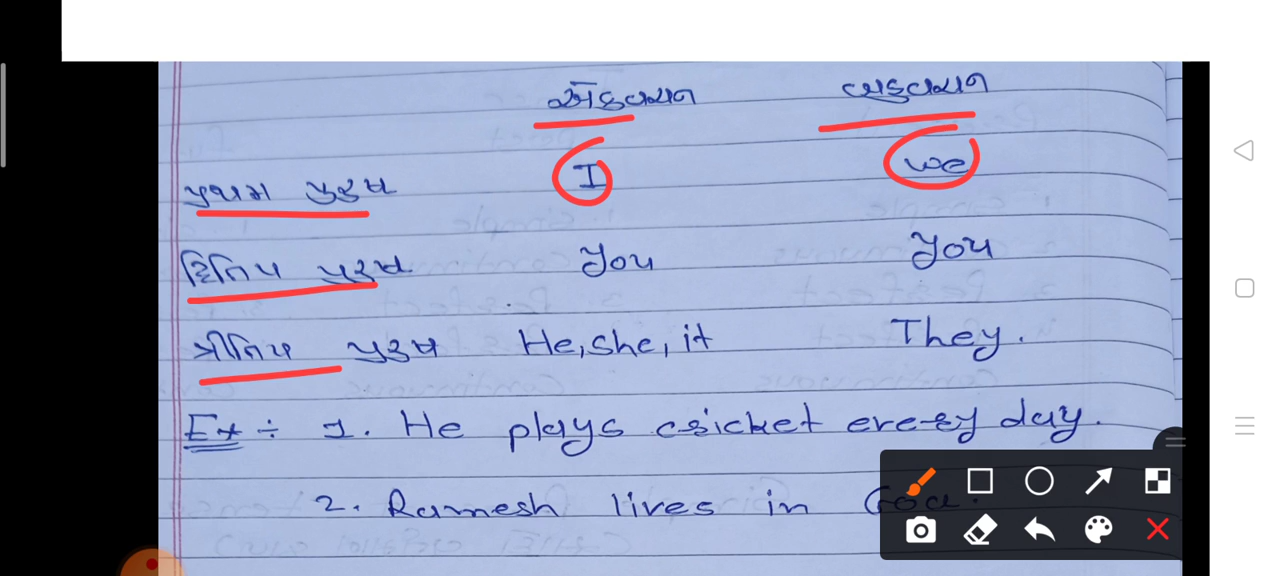 એકવચન બહુવચન
પ્રથમ પુરૂષ I We
દ્વિતિય પુરૂષ You You
ત્રીતિય પુરૂષ He, she, it They.
Ex ÷ 1. He plays cricket every day.
2. Ramesh lives in Goa.